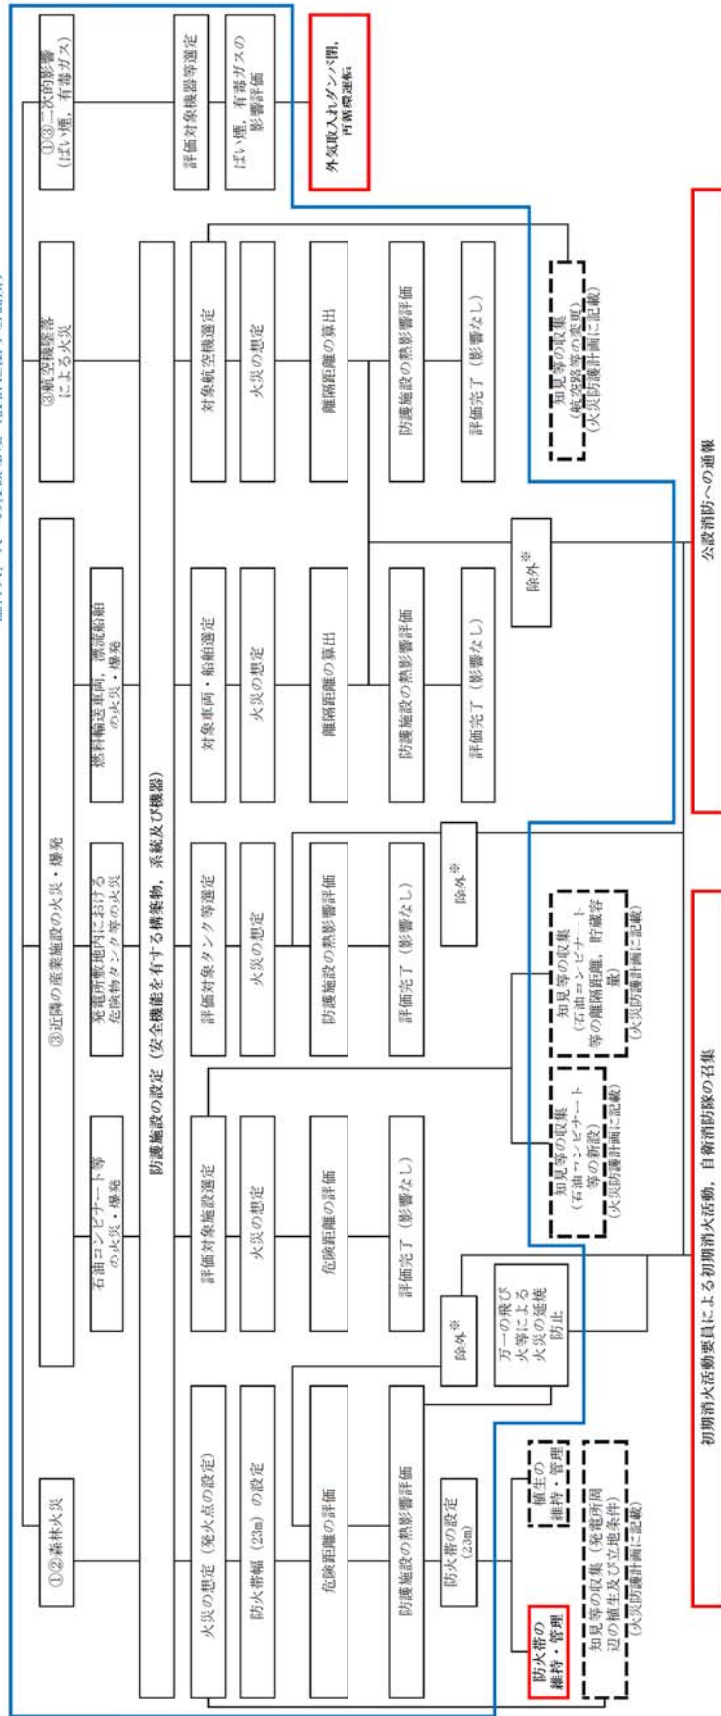 ①②森林火災
③近隣の産業施設の火災・爆発
③航空機墜落
による火災
①③二次的影響
(ばい煙，有毒ガス)
石油コンビナート等
の火災・爆発
発電所敷地内における
危険物タンク等の火災
燃料輸送車両，漂流船舶
の火災・爆発
防護施設の設定（安全機能を有する構築物，系統及び機器）
火災の想定（発火点の設定）
評価対象施設選定
評価対象タンク等選定
対象車両・船舶選定
対象航空機選定
評価対象機器等選定
防火帯幅（23m）の設定
火災の想定
火災の想定
火災の想定
火災の想定
ばい煙，有毒ガスの
影響評価
危険距離の評価
危険距離の評価
防護施設の熱影響評価
離隔距離の算出
離隔距離の算出
外気取入れダンパ閉，
再循環運転
防護施設の熱影響評価
評価完了（影響なし）
評価完了（影響なし）
防護施設の熱影響評価
防護施設の熱影響評価
防火帯の設定
(23m)
除外※
除外※
評価完了（影響なし）
評価完了（影響なし）
万一の飛び
火等による
火災の延焼
防止
除外※
防火帯の
維持・管理
植生の
維持・管理
知見等の収集
(石油コンビナート
等の新設)
(火災防護計画に記載)
知見等の収集
(石油コンビナート
等の離隔距離，貯蔵容
量)
(火災防護計画に記載)
知見等の収集
(航空路等の変更)
(火災防護計画に記載)
知見等の収集（発電所周
辺の植生及び立地条件）
(火災防護計画に記載)
初期消火活動要員による初期消火活動，自衛消防隊の召集
公設消防への通報